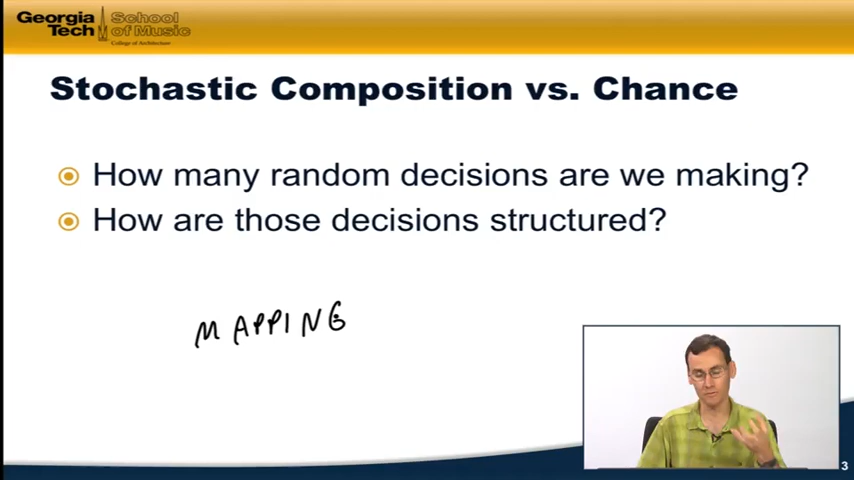 Georgia Tech School of Music
College of Architecture
Stochastic Composition vs. Chance
How many random decisions are we making?
How are those decisions structured?
MAPPING
3